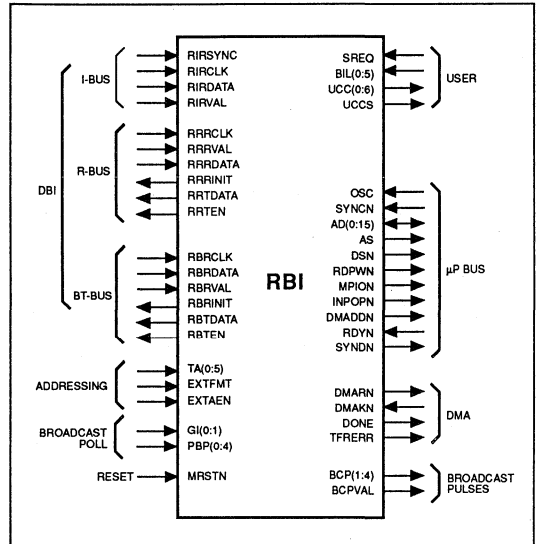 DBI
I-BUS
RIRSYNC
RIRCLK
RIRDATA
RIRVAL
R-BUS
RRRCLK
RRRVAL
RRRDATA
RRRINIT
RRTDATA
RRTEN
BT-BUS
RBRCLK
RBRDATA
RBRVAL
RBRINIT
RBTDATA
RBTEN
ADDRESSING
TA(0:5)
EXTFMT
EXTAEN
BROADCAST
POLL
GI(0:1)
PBP(0:4)
RESET
MRSTN
RBI
SREQ
BIL(0:5)
UCC(0:6)
UCCS
USER
OSC
SYNCN
AD(0:15)
AS
DSN
RDPWN
MPION
INPOPN
DMADDN
RDYN
SYNDN
µP BUS
DMARN
DMAKN
DONE
TFRERR
DMA
BCP(1:4)
BCPVAL
BROADCAST
PULSES